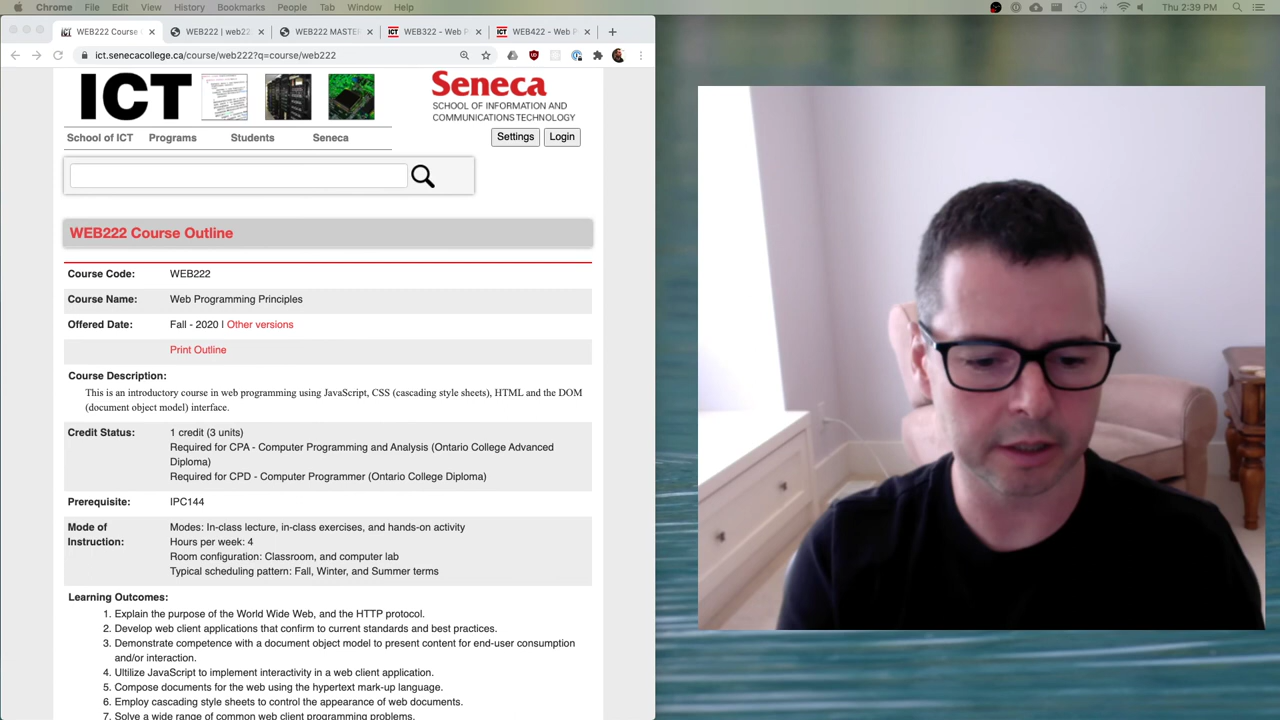 Chrome File Edit View History Bookmarks People Tab Window Help Thu 2:39 PM
WEB222 Course WEB222 | web22 WEB222 MASTE ICT WEB322 - Web P ICT WEB422 - Web P
ict.senecacollege.ca/course/web222?q=course/web222
ICT Seneca
SCHOOL OF INFORMATION AND
COMMUNICATIONS TECHNOLOGY
School of ICT Programs Students Seneca Settings Login
WEB222 Course Outline
Course Code: WEB222
Course Name: Web Programming Principles
Offered Date: Fall - 2020 | Other versions
Print Outline
Course Description:
This is an introductory course in web programming using JavaScript, CSS (cascading style sheets), HTML and the DOM
(document object model) interface.
Credit Status: 1 credit (3 units)
Required for CPA - Computer Programming and Analysis (Ontario College Advanced
Diploma)
Required for CPD - Computer Programmer (Ontario College Diploma)
Prerequisite: IPC144
Mode of Modes: In-class lecture, in-class exercises, and hands-on activity
Instruction: Hours per week: 4
Room configuration: Classroom, and computer lab
Typical scheduling pattern: Fall, Winter, and Summer terms
Learning Outcomes:
1. Explain the purpose of the World Wide Web, and the HTTP protocol.
2. Develop web client applications that confirm to current standards and best practices.
3. Demonstrate competence with a document object model to present content for end-user consumption
and/or interaction.
4. Ultilize JavaScript to implement interactivity in a web client application.
5. Compose documents for the web using the hypertext mark-up language.
6. Employ cascading style sheets to control the appearance of web documents.
7. Solve a wide range of common web client programming problems.